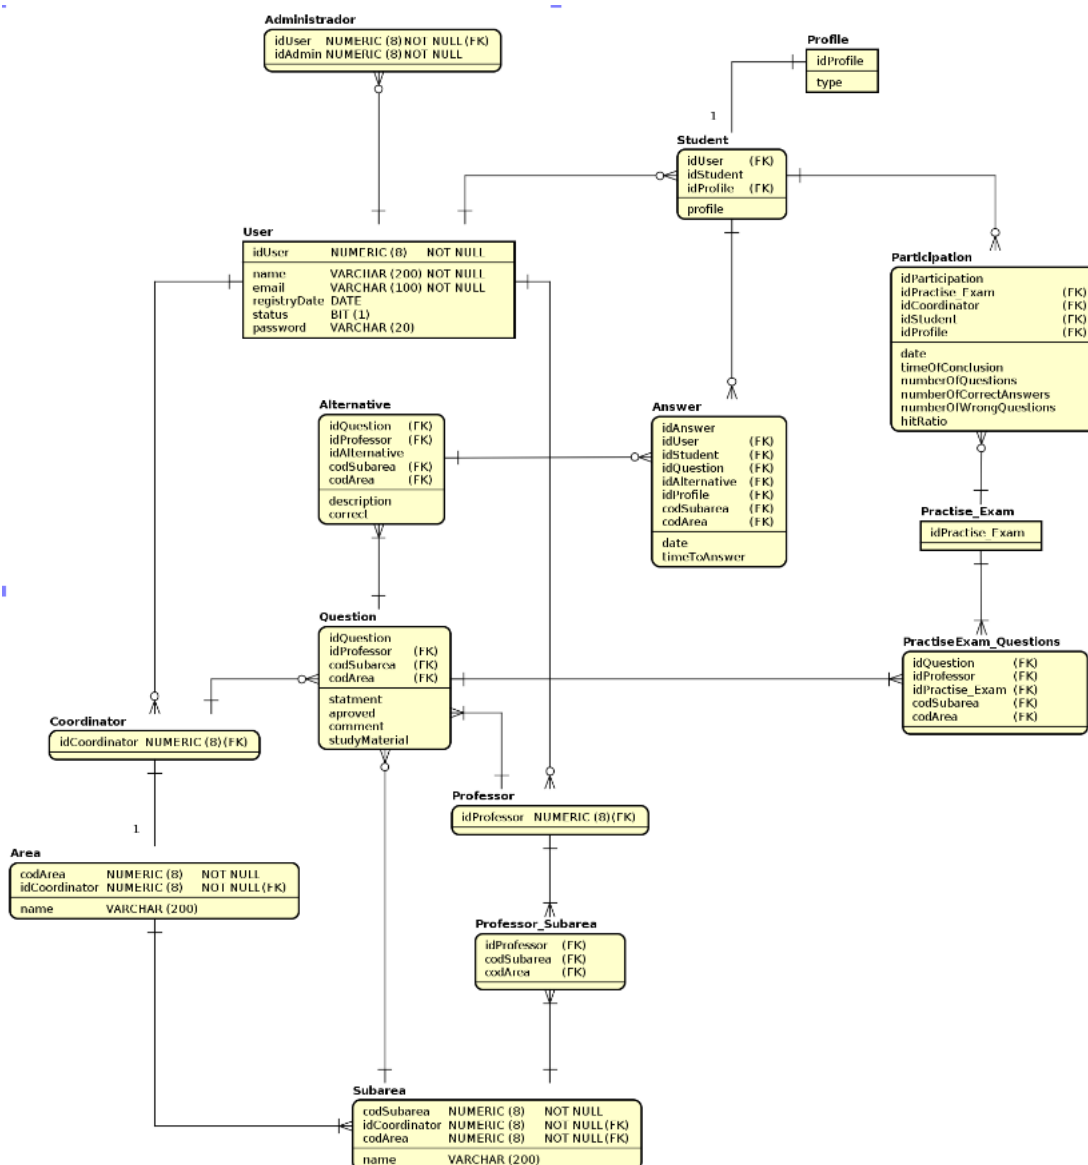 Administrador
idUser NUMERIC (8) NOT NULL (FK)
idAdmin NUMERIC (8) NOT NULL
Profile
idProfile
type
1
Student
idUser (FK)
idStudent
idProfile (FK)
profile
User
idUser NUMERIC (8) NOT NULL
name VARCHAR (200) NOT NULL
email VARCHAR (100) NOT NULL
registryDate DATE
status BIT (1)
password VARCHAR (20)
Participation
idParticipation
idPractise_Exam (FK)
idCoordinator (FK)
idStudent (FK)
idProfile (FK)
date
timeOfConclusion
numberOfQuestions
numberOfCorrectAnswers
numberOfWrongQuestions
hitRatio
Alternative
idQuestion (FK)
idProfessor (FK)
idAlternative
codSubarea (FK)
codArea (FK)
description
correct
Answer
idAnswer
idUser (FK)
idStudent (FK)
idQuestion (FK)
idAlternative (FK)
idProfile (FK)
codSubarea (FK)
codArea (FK)
date
timeToAnswer
Practise_Exam
idPractise_Exam
Question
idQuestion
idProfessor (FK)
codSubarea (FK)
codArea (FK)
statment
aproved
comment
studyMaterial
PractiseExam_Questions
idQuestion (FK)
idProfessor (FK)
idPractise_Exam (FK)
codSubarea (FK)
codArea (FK)
Coordinator
idCoordinator NUMERIC (8) (FK)
Professor
idProfessor NUMERIC (8) (FK)
1
Area
codArea NUMERIC (8) NOT NULL
idCoordinator NUMERIC (8) NOT NULL (FK)
name VARCHAR (200)
Professor_Subarea
idProfessor (FK)
codSubarea (FK)
codArea (FK)
Subarea
codSubarea NUMERIC (8) NOT NULL
idCoordinator NUMERIC (8) NOT NULL (FK)
codArea NUMERIC (8) NOT NULL (FK)
name VARCHAR (200)